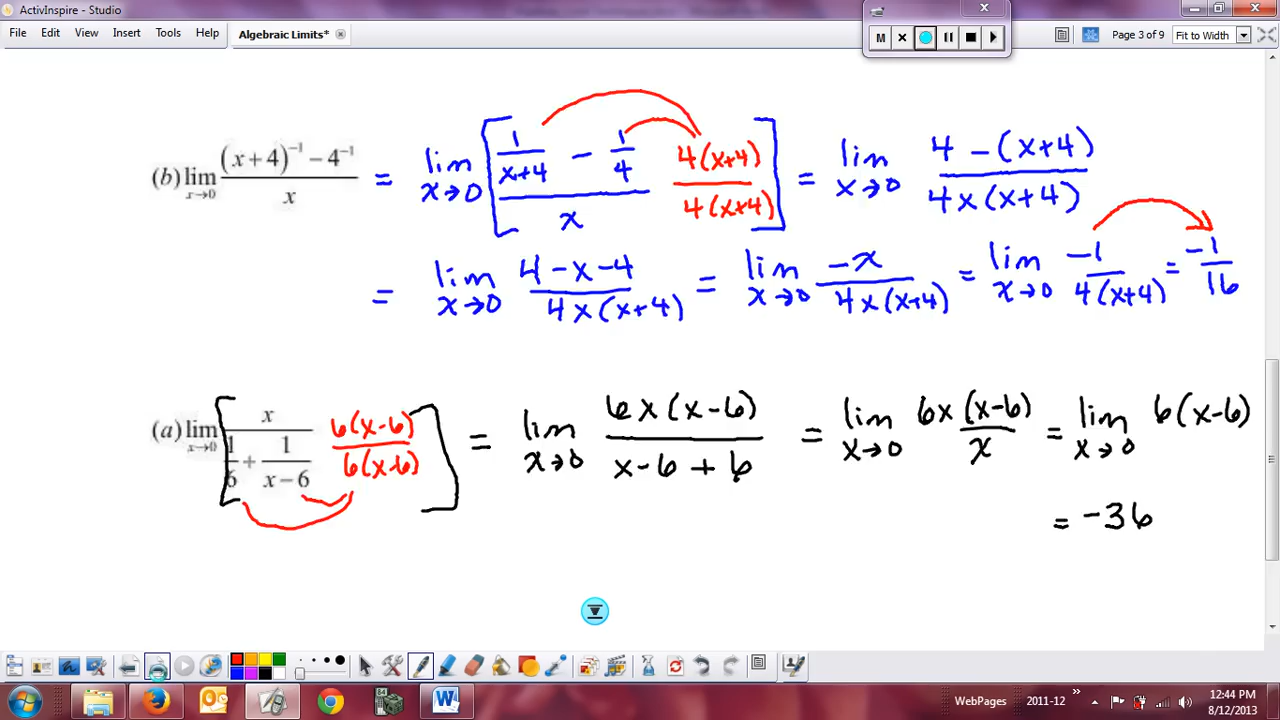 ActivInspire - Studio
File Edit View Insert Tools Help Algebraic Limits* Page 3 of 9 Fit to Width
M
(b) lim x→0 ((x+4)⁻¹ − 4⁻¹)/x = lim x→0 [(1/(x+4) − 1/4)/x 4(x+4)/4(x+4)] = lim x→0 (4 − (x+4))/(4x(x+4))
= lim x→0 (4−x−4)/(4x(x+4)) = lim x→0 −x/(4x(x+4)) = lim x→0 −1/(4(x+4)) = −1/16
(a) lim x→0 [x/(1/6 + 1/(x−6)) 6(x-6)/6(x-6)] = lim x→0 6x(x-6)/(x-6+6) = lim x→0 6x(x-6)/x = lim x→0 6(x-6)
= -36
WebPages 2011-12 12:44 PM
8/12/2013